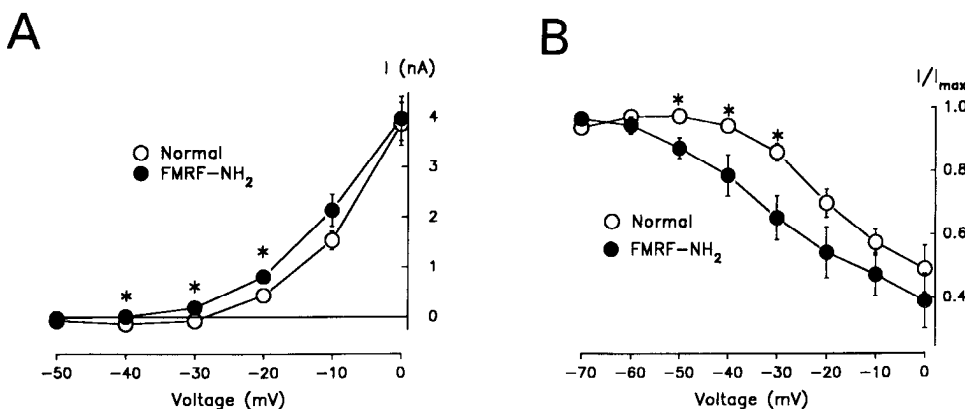 A
I (nA)
4
3
2
1
0
Normal
FMRF-NH₂
* * *
-50 -40 -30 -20 -10 0
Voltage (mV)
B
I/Imax
1.0
0.8
0.6
0.4
* * *
Normal
FMRF-NH₂
-70 -60 -50 -40 -30 -20 -10 0
Voltage (mV)